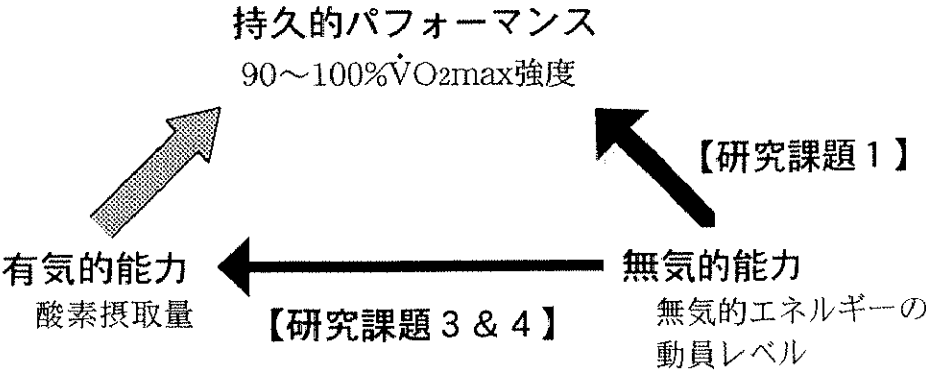 持久的パフォーマンス
90～100%V̇O2max強度
【研究課題1】
有気的能力
無気的能力
酸素摂取量
【研究課題3＆4】
無気的エネルギーの
動員レベル